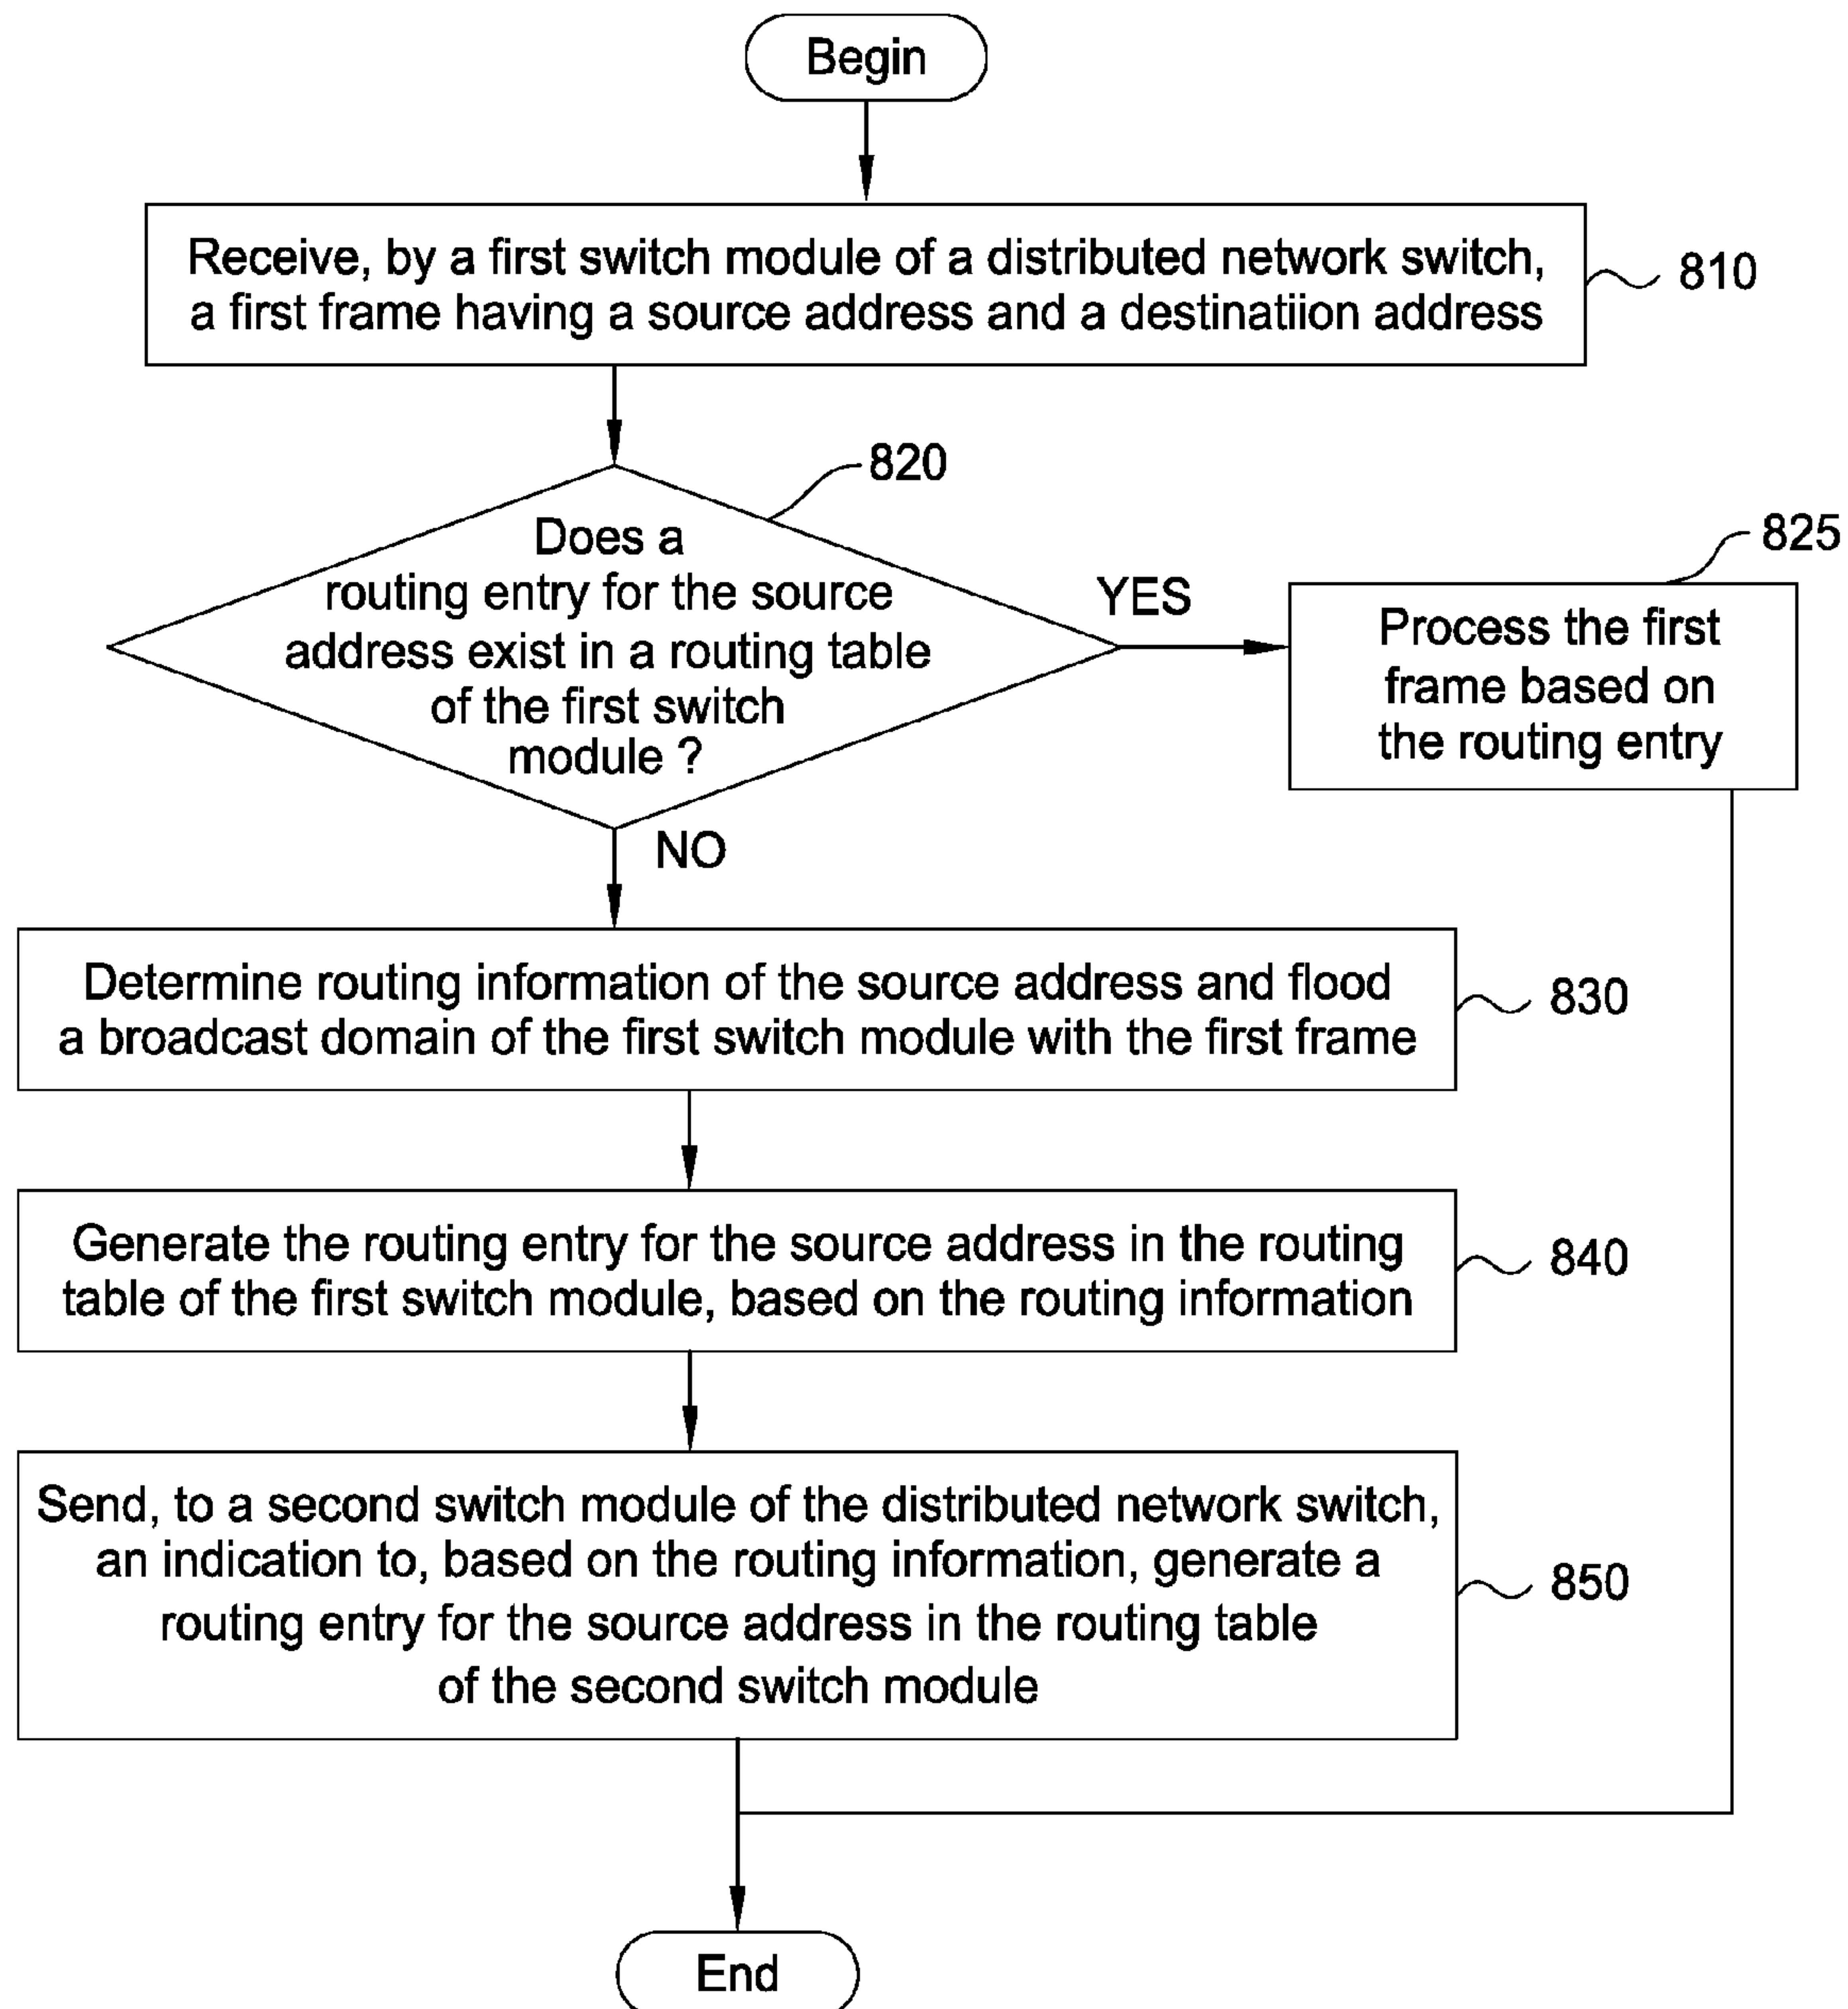 Begin
Receive, by a first switch module of a distributed network switch,
a first frame having a source address and a destinatiion address
810
820
Does a
routing entry for the source
address exist in a routing table
of the first switch
module ?
YES
825
Process the first
frame based on
the routing entry
NO
Determine routing information of the source address and flood
a broadcast domain of the first switch module with the first frame
830
Generate the routing entry for the source address in the routing
table of the first switch module, based on the routing information
840
Send, to a second switch module of the distributed network switch,
an indication to, based on the routing information, generate a
routing entry for the source address in the routing table
of the second switch module
850
End